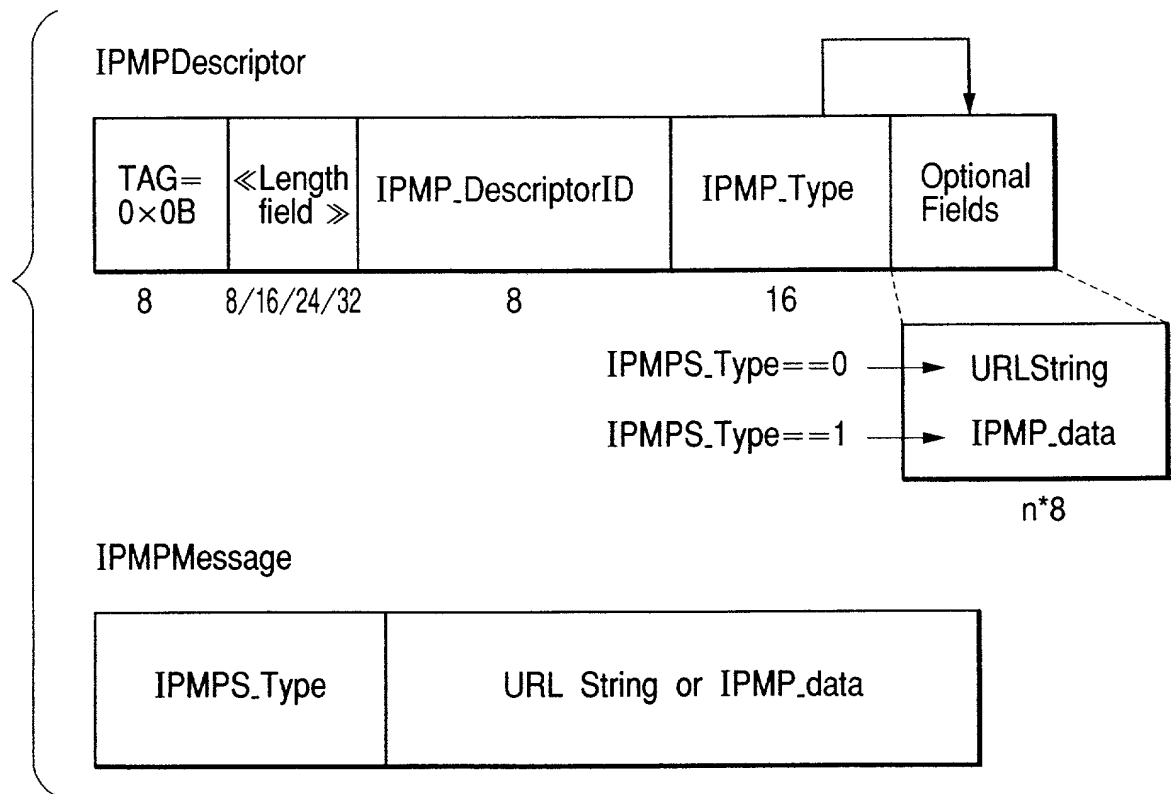 IPMPDescriptor
TAG= ≪Length IPMP_DescriptorID IPMP_Type Optional
0×0B field ≫ Fields
8 8/16/24/32 8 16
IPMPS_Type==0 URLString
IPMPS_Type==1 IPMP_data
n*8
IPMPMessage
IPMPS_Type URL String or IPMP_data